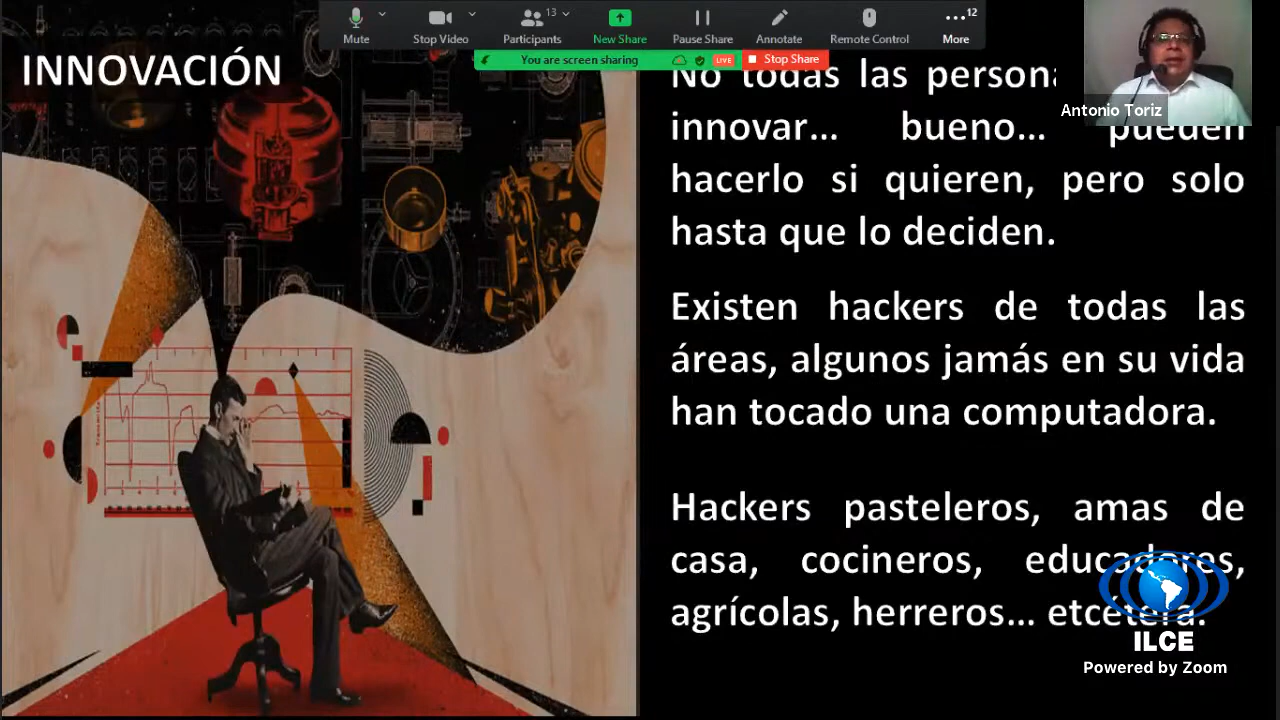 13
12
Mute
Stop Video
Participants
New Share
Pause Share
Annotate
Remote Control
More
You are screen sharing
LIVE
Stop Share
Antonio Toriz
INNOVACIÓN
No todas las
innovar... bueno... pueden
hacerlo si quieren, pero solo
hasta que lo deciden.
Existen hackers de todas las
áreas, algunos jamás en su vida
han tocado una computadora.
Hackers pasteleros, amas de
casa, cocineros, educadores,
agrícolas, herreros... etcétera.
ILCE
Powered by Zoom